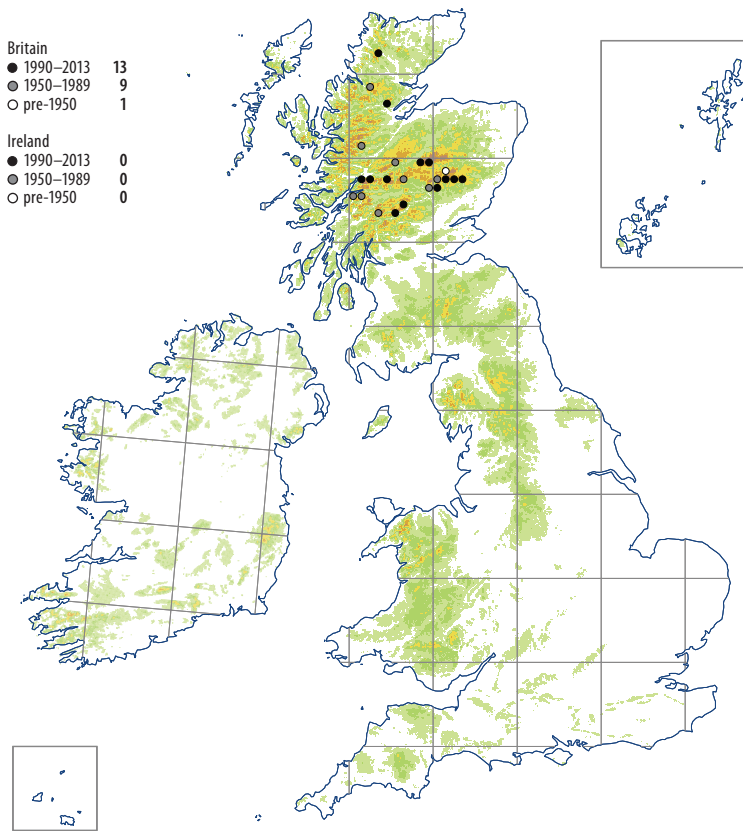 Britain
● 1990–2013 13
● 1950–1989 9
○ pre-1950 1
Ireland
● 1990–2013 0
● 1950–1989 0
○ pre-1950 0